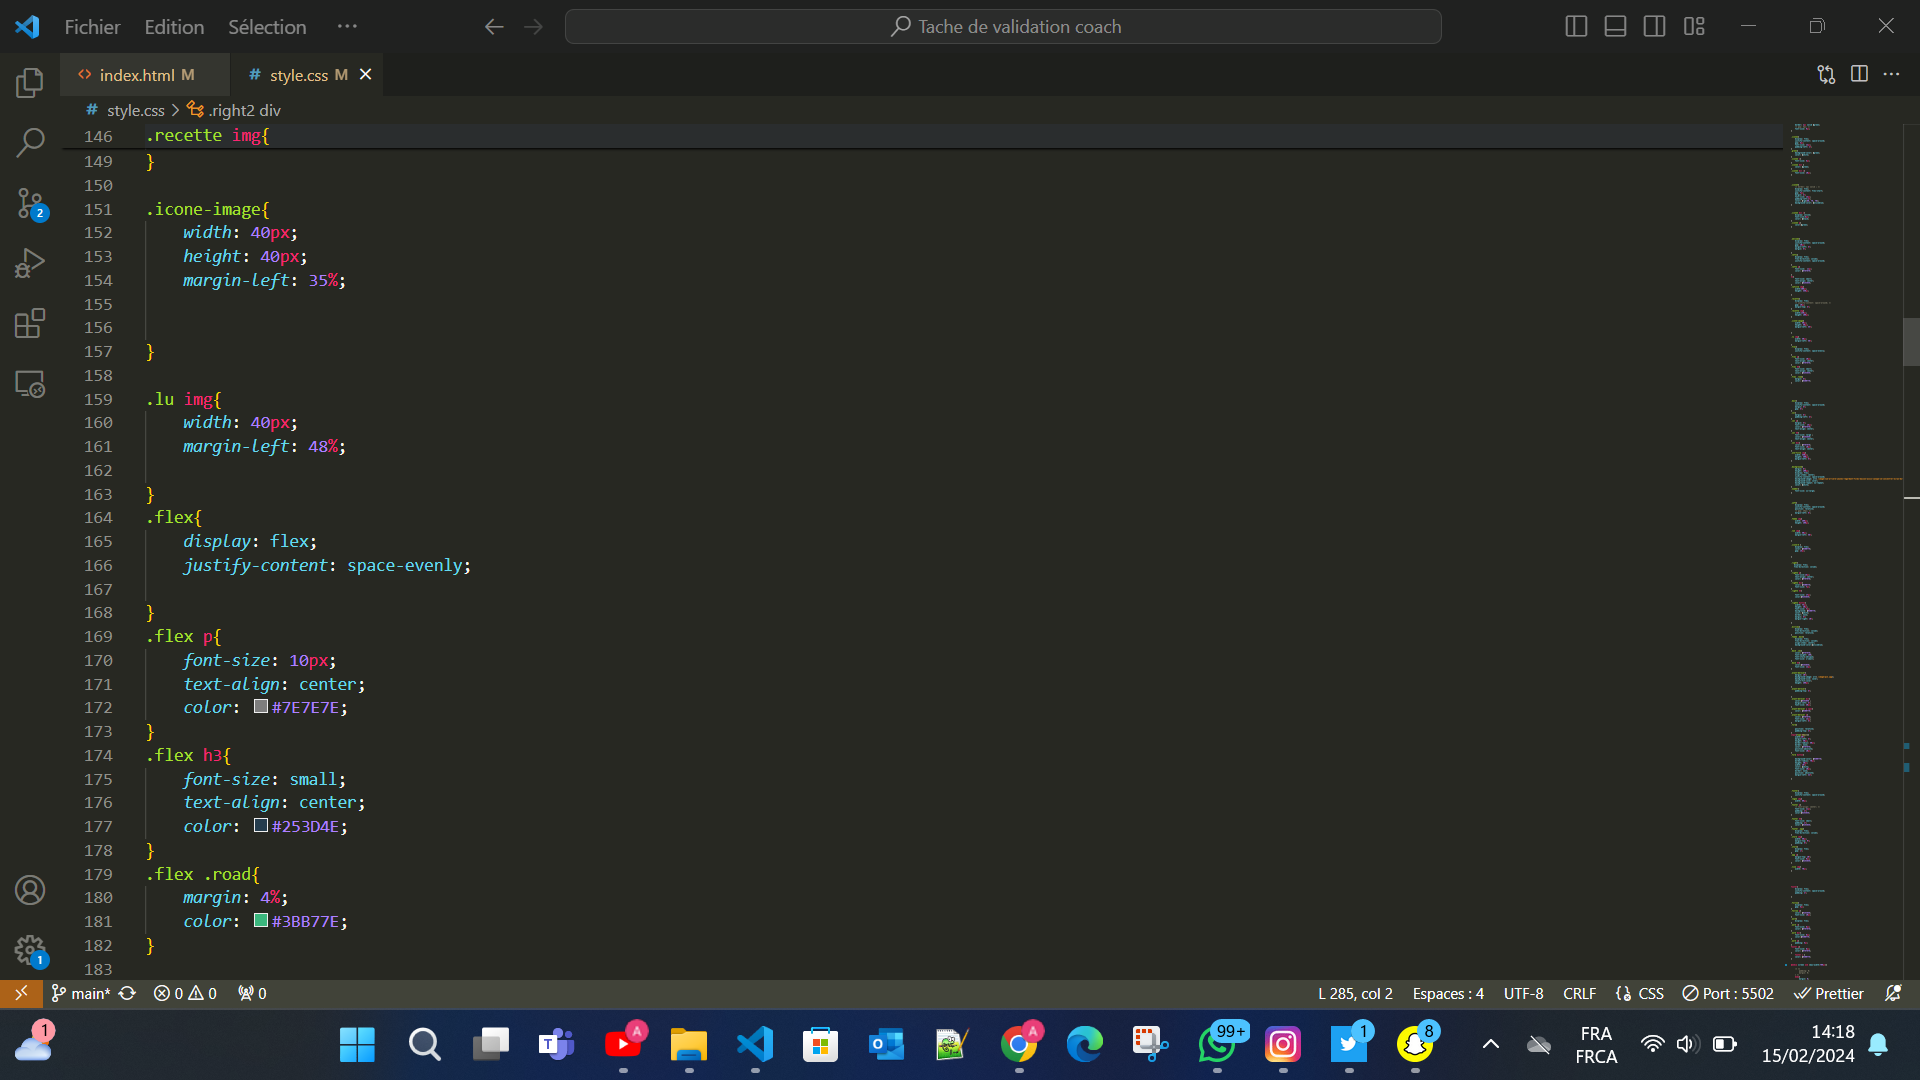 Fichier Edition Sélection ··· Tache de validation coach
index.html M style.css M
style.css .right2 div
146 .recette img{
149 }
150
151 .icone-image{
152 width: 40px;
153 height: 40px;
154 margin-left: 35%;
155
156
157 }
158
159 .lu img{
160 width: 40px;
161 margin-left: 48%;
162
163 }
164 .flex{
165 display: flex;
166 justify-content: space-evenly;
167
168 }
169 .flex p{
170 font-size: 10px;
171 text-align: center;
172 color: #7E7E7E;
173 }
174 .flex h3{
175 font-size: small;
176 text-align: center;
177 color: #253D4E;
178 }
179 .flex .road{
180 margin: 4%;
181 color: #3BB77E;
182 }
183
2
1
main* 0 0 0 L 285, col 2 Espaces : 4 UTF-8 CRLF CSS Port : 5502 Prettier
1 A A 99+ 1 8 FRA FRCA 14:18 15/02/2024